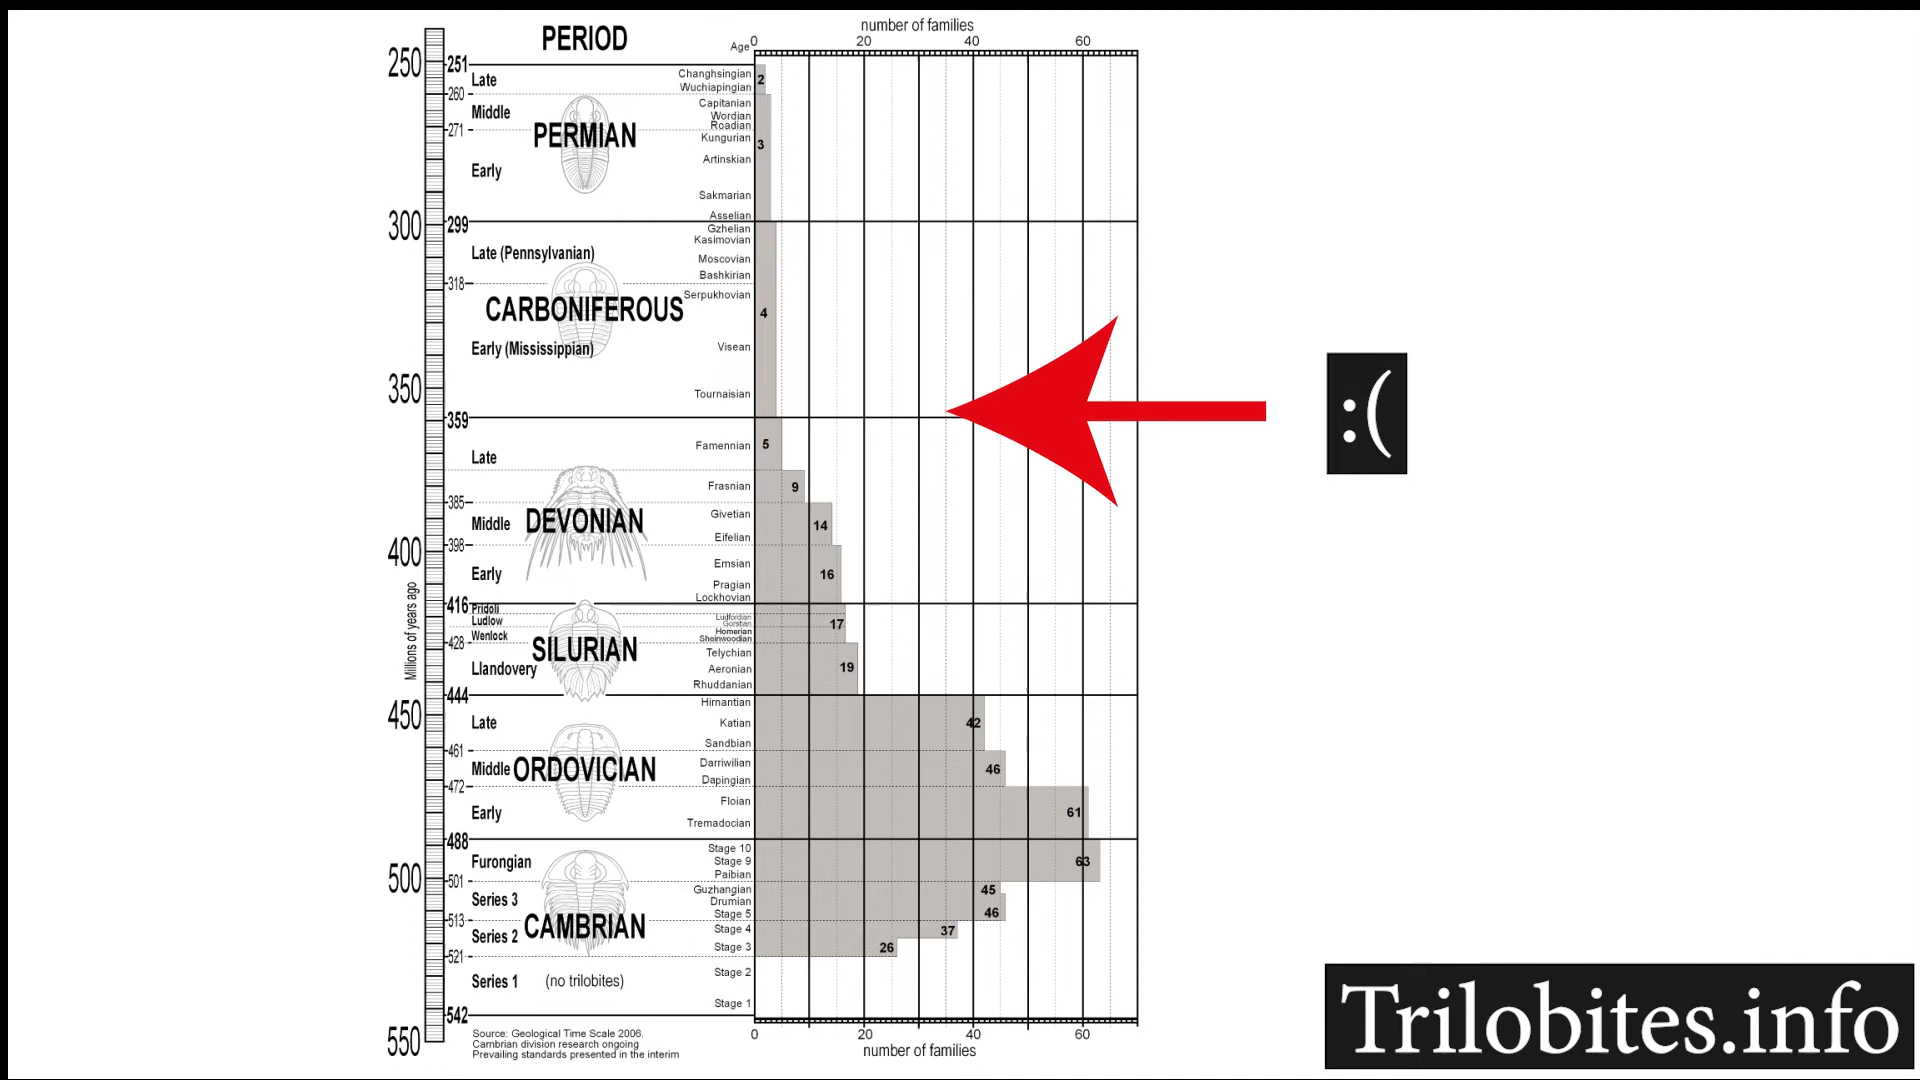 number of families
PERIOD
Age
0 20 40 60
250
251
Late
Changhsingian
2
Wuchiapingian
260
Middle
Capitanian
Wordian
Roadian
271
PERMIAN
Kungurian
3
Artinskian
Early
Sakmarian
Asselian
300
299
Gzhelian
Kasimovian
Late (Pennsylvanian)
Moscovian
Bashkirian
318
Serpukhovian
CARBONIFEROUS
4
Early (Mississippian)
Visean
350
Tournaisian
:(
359
Famennian
5
Late
Frasnian
9
385
Givetian
14
Middle
DEVONIAN
Eifelian
398
400
Emsian
16
Early
Pragian
Lockhovian
416
Pridoli
Ludlow
Ludfordian
Gorstian
17
Wenlock
Homerian
Sheinwoodian
428
SILURIAN
Telychian
Llandovery
Aeronian
19
Rhuddanian
444
Hirnantian
450
Late
Katian
42
Sandbian
461
Middle
ORDOVICIAN
Darriwilian
46
Dapingian
472
Floian
Early
61
Tremadocian
488
Stage 10
Furongian
Stage 9
63
Paibian
500
501
Guzhangian
45
Series 3
Drumian
Stage 5
46
513
CAMBRIAN
Stage 4
37
Series 2
Stage 3
26
521
Stage 2
Series 1
(no trilobites)
Stage 1
542
550
Millions of years ago
0 20 40 60
number of families
Source: Geological Time Scale 2006.
Cambrian division research ongoing
Prevailing standards presented in the interim
Trilobites.info